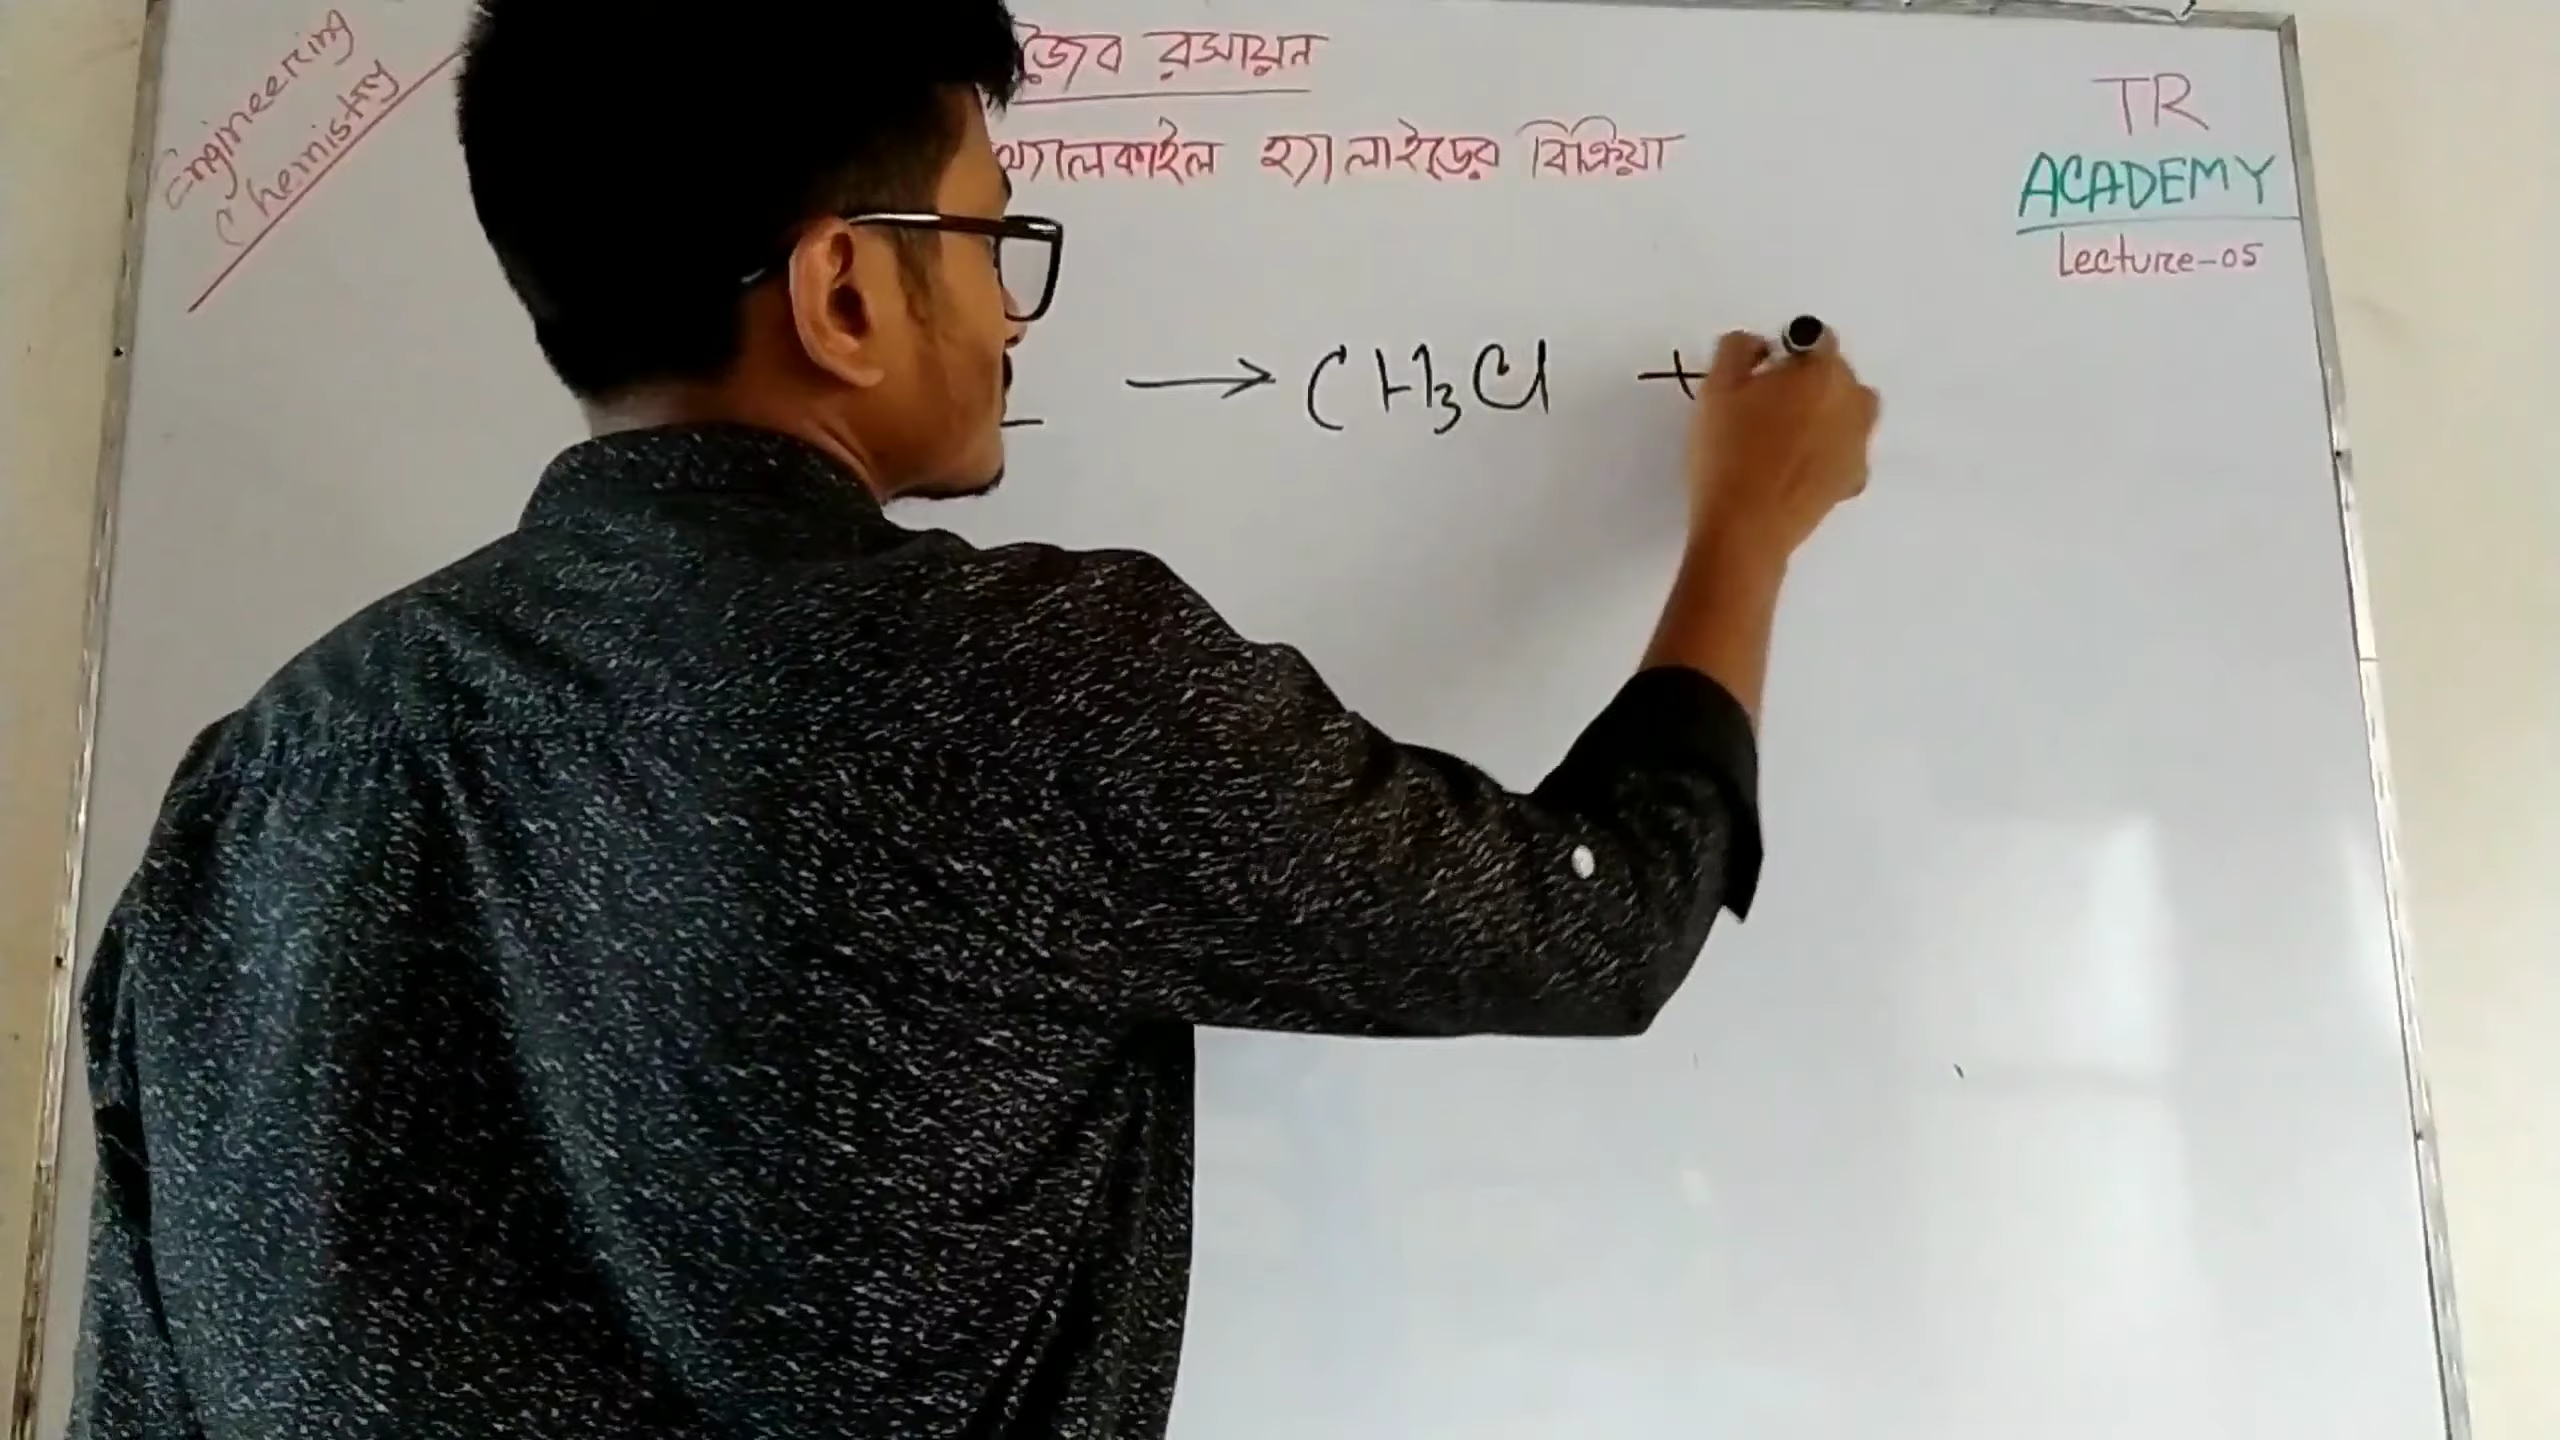 Engineering
Chemistry
জৈব রসায়ন
অ্যালকাইল হ্যালাইডের বিক্রিয়া
TR
ACADEMY
Lecture-05
→ CH₃Cl +